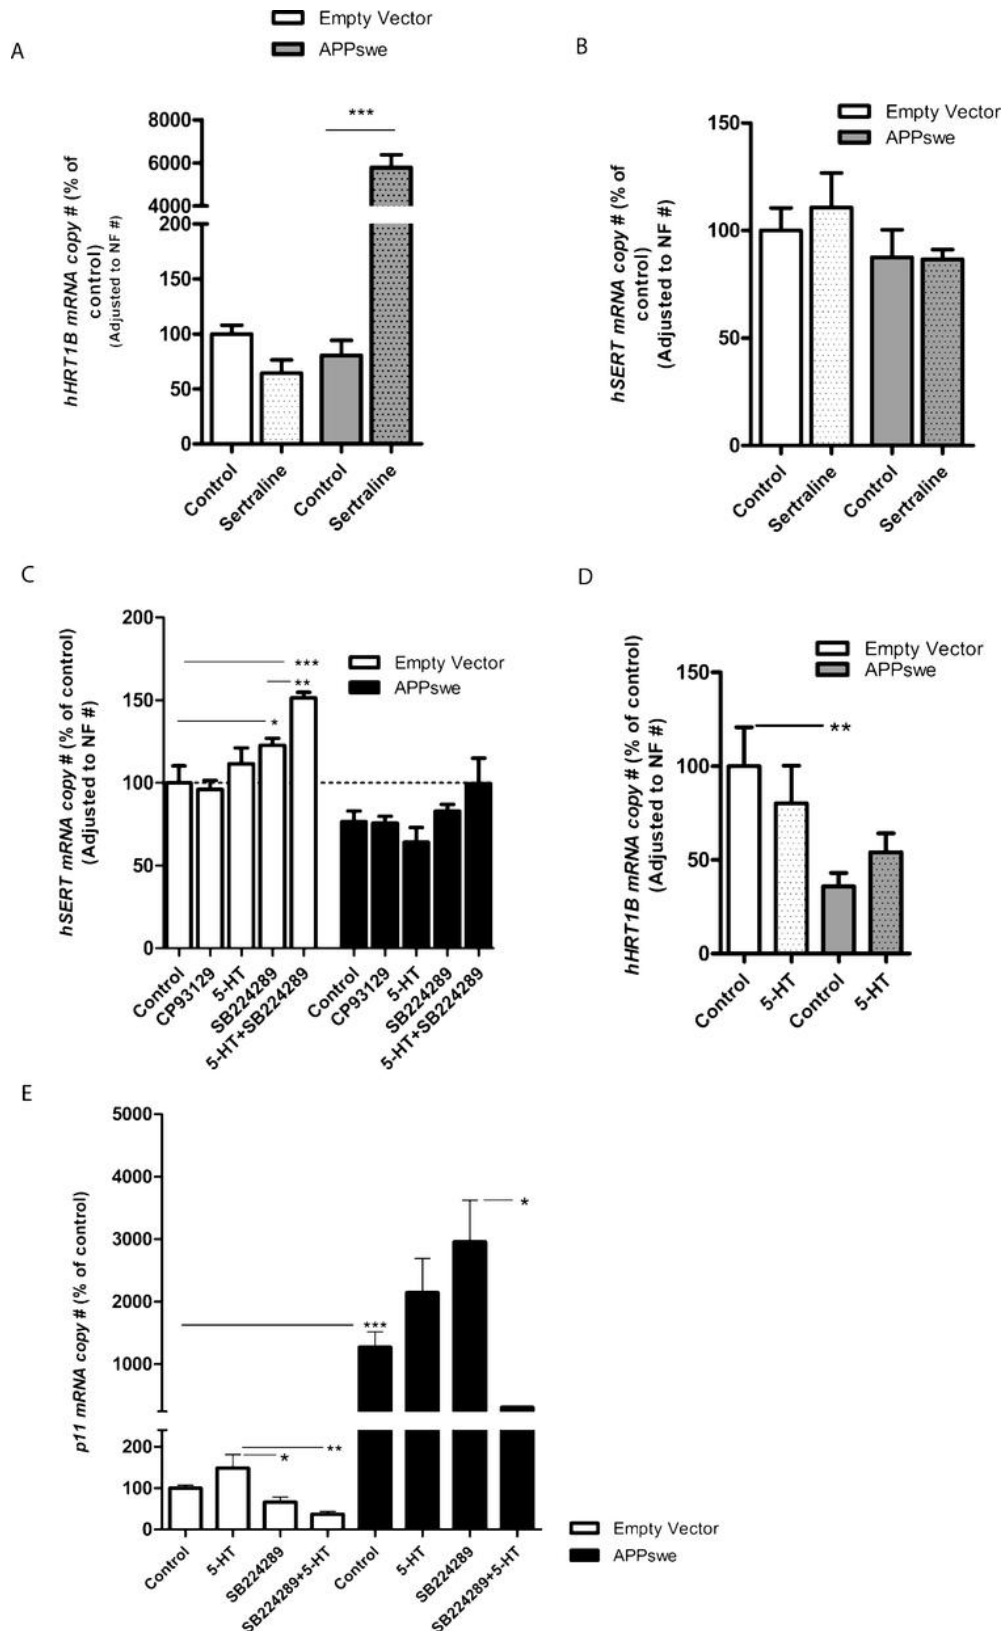 Empty Vector
APPswe
A
hHRT1B mRNA copy # (% of
control)
(Adjusted to NF #)
8000
6000
4000
200
150
100
50
0
***
Control
Sertraline
Control
Sertraline
B
Empty Vector
APPswe
hSERT mRNA copy # (% of
control)
(Adjusted to NF #)
150
100
50
0
Control
Sertraline
Control
Sertraline
C
hSERT mRNA copy # (% of control)
(Adjusted to NF #)
200
150
100
50
0
***
**
*
Empty Vector
APPswe
Control
CP93129
5-HT
SB224289
5-HT+SB224289
Control
CP93129
5-HT
SB224289
5-HT+SB224289
D
Empty Vector
APPswe
hHRT1B mRNA copy # (% of control)
(Adjusted to NF #)
150
100
50
0
**
Control
5-HT
Control
5-HT
E
p11 mRNA copy # (% of control)
5000
4000
3000
2000
1000
200
100
0
*
***
**
*
Control
5-HT
SB224289
SB224289+5-HT
Control
5-HT
SB224289
SB224289+5-HT
Empty Vector
APPswe